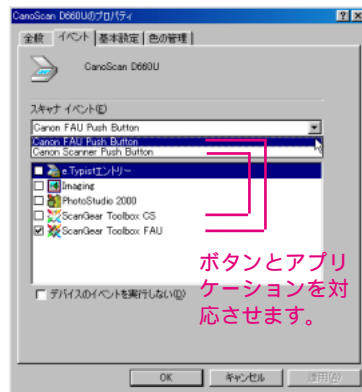 CanoScan D660Uのプロパティ
全般 イベント 基本設定 色の管理
CanoScan D660U
スキャナ イベント(E)
Canon FAU Push Button
Canon FAU Push Button
Canon Scanner Push Button
e.Typistエントリー
Imaging
PhotoStudio 2000
ScanGear Toolbox CS
ScanGear Toolbox FAU
ボタンとアプリ
ケーションを対
応させます。
デバイスのイベントを実行しない(D)
OK キャンセル 適用(A)